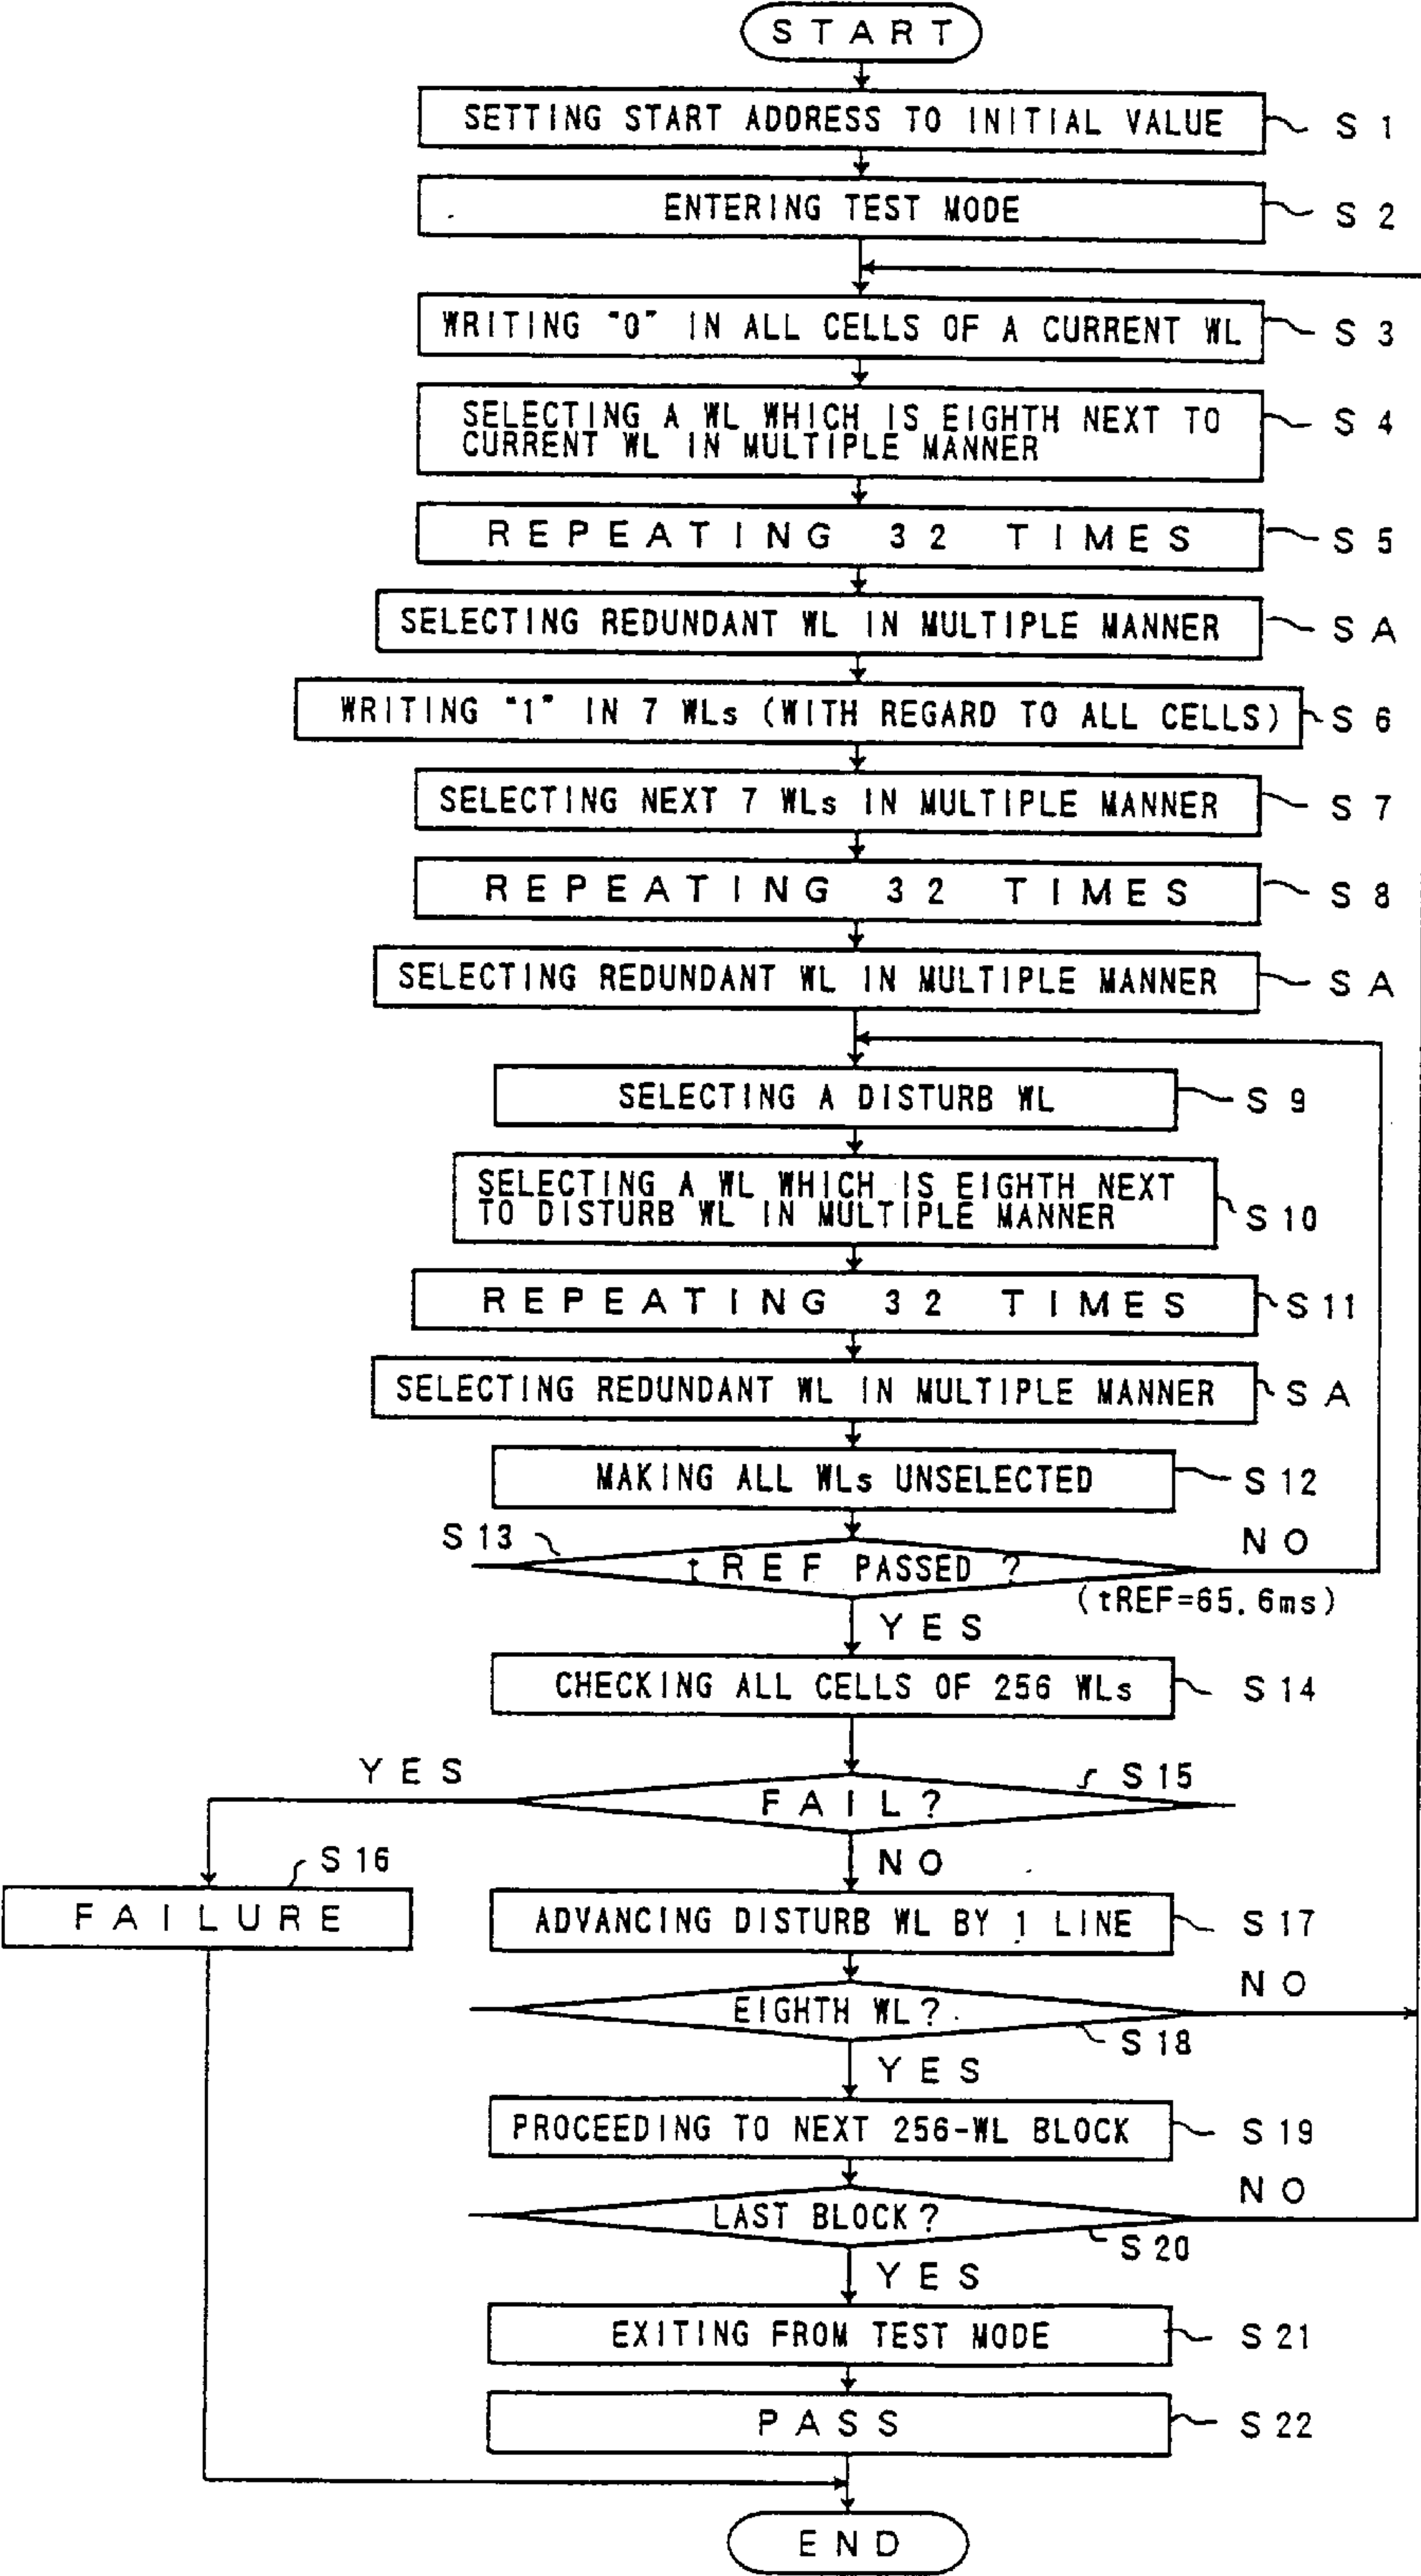 START
SETTING START ADDRESS TO INITIAL VALUE
S1
ENTERING TEST MODE
S2
WRITING "0" IN ALL CELLS OF A CURRENT WL
S3
SELECTING A WL WHICH IS EIGHTH NEXT TO
CURRENT WL IN MULTIPLE MANNER
S4
REPEATING 32 TIMES
S5
SELECTING REDUNDANT WL IN MULTIPLE MANNER
SA
WRITING "1" IN 7 WLs (WITH REGARD TO ALL CELLS)
S6
SELECTING NEXT 7 WLs IN MULTIPLE MANNER
S7
REPEATING 32 TIMES
S8
SELECTING REDUNDANT WL IN MULTIPLE MANNER
SA
SELECTING A DISTURB WL
S9
SELECTING A WL WHICH IS EIGHTH NEXT
TO DISTURB WL IN MULTIPLE MANNER
S10
REPEATING 32 TIMES
S11
SELECTING REDUNDANT WL IN MULTIPLE MANNER
SA
MAKING ALL WLs UNSELECTED
S12
S13
NO
tREF PASSED ?
(tREF=65.6ms)
YES
CHECKING ALL CELLS OF 256 WLs
S14
YES
S15
FAIL?
NO
S16
FAILURE
ADVANCING DISTURB WL BY 1 LINE
S17
NO
EIGHTH WL?
S18
YES
PROCEEDING TO NEXT 256-WL BLOCK
S19
NO
LAST BLOCK?
S20
YES
EXITING FROM TEST MODE
S21
PASS
S22
END